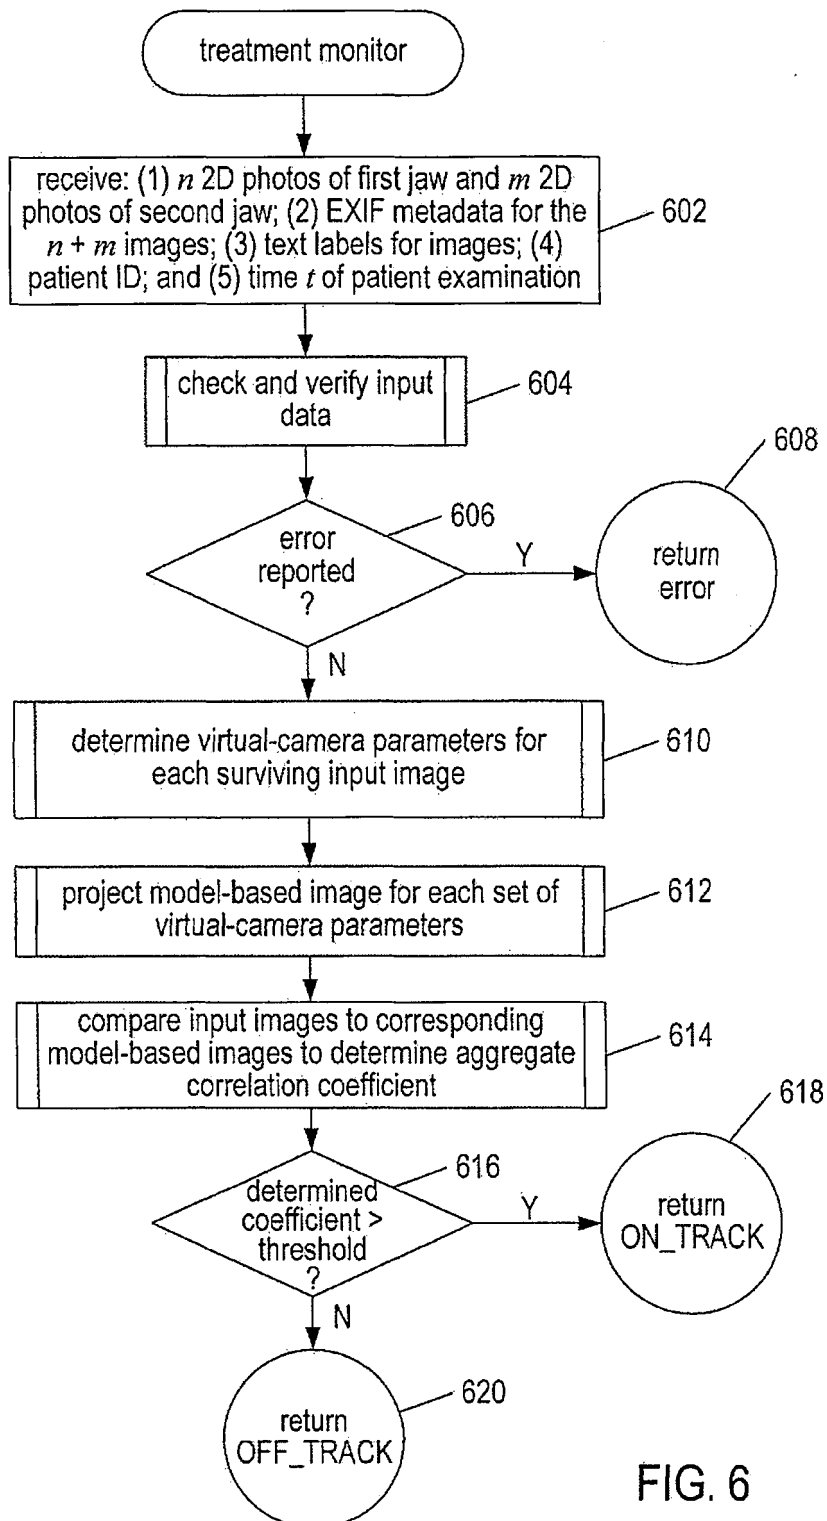 treatment monitor
receive: (1) n 2D photos of first jaw and m 2D
photos of second jaw; (2) EXIF metadata for the
n + m images; (3) text labels for images; (4)
patient ID; and (5) time t of patient examination
602
check and verify input
data
604
608
606
error
reported
?
Y
return
error
N
determine virtual-camera parameters for
each surviving input image
610
project model-based image for each set of
virtual-camera parameters
612
compare input images to corresponding
model-based images to determine aggregate
correlation coefficient
614
618
616
determined
coefficient >
threshold
?
Y
return
ON_TRACK
N
620
return
OFF_TRACK
FIG. 6